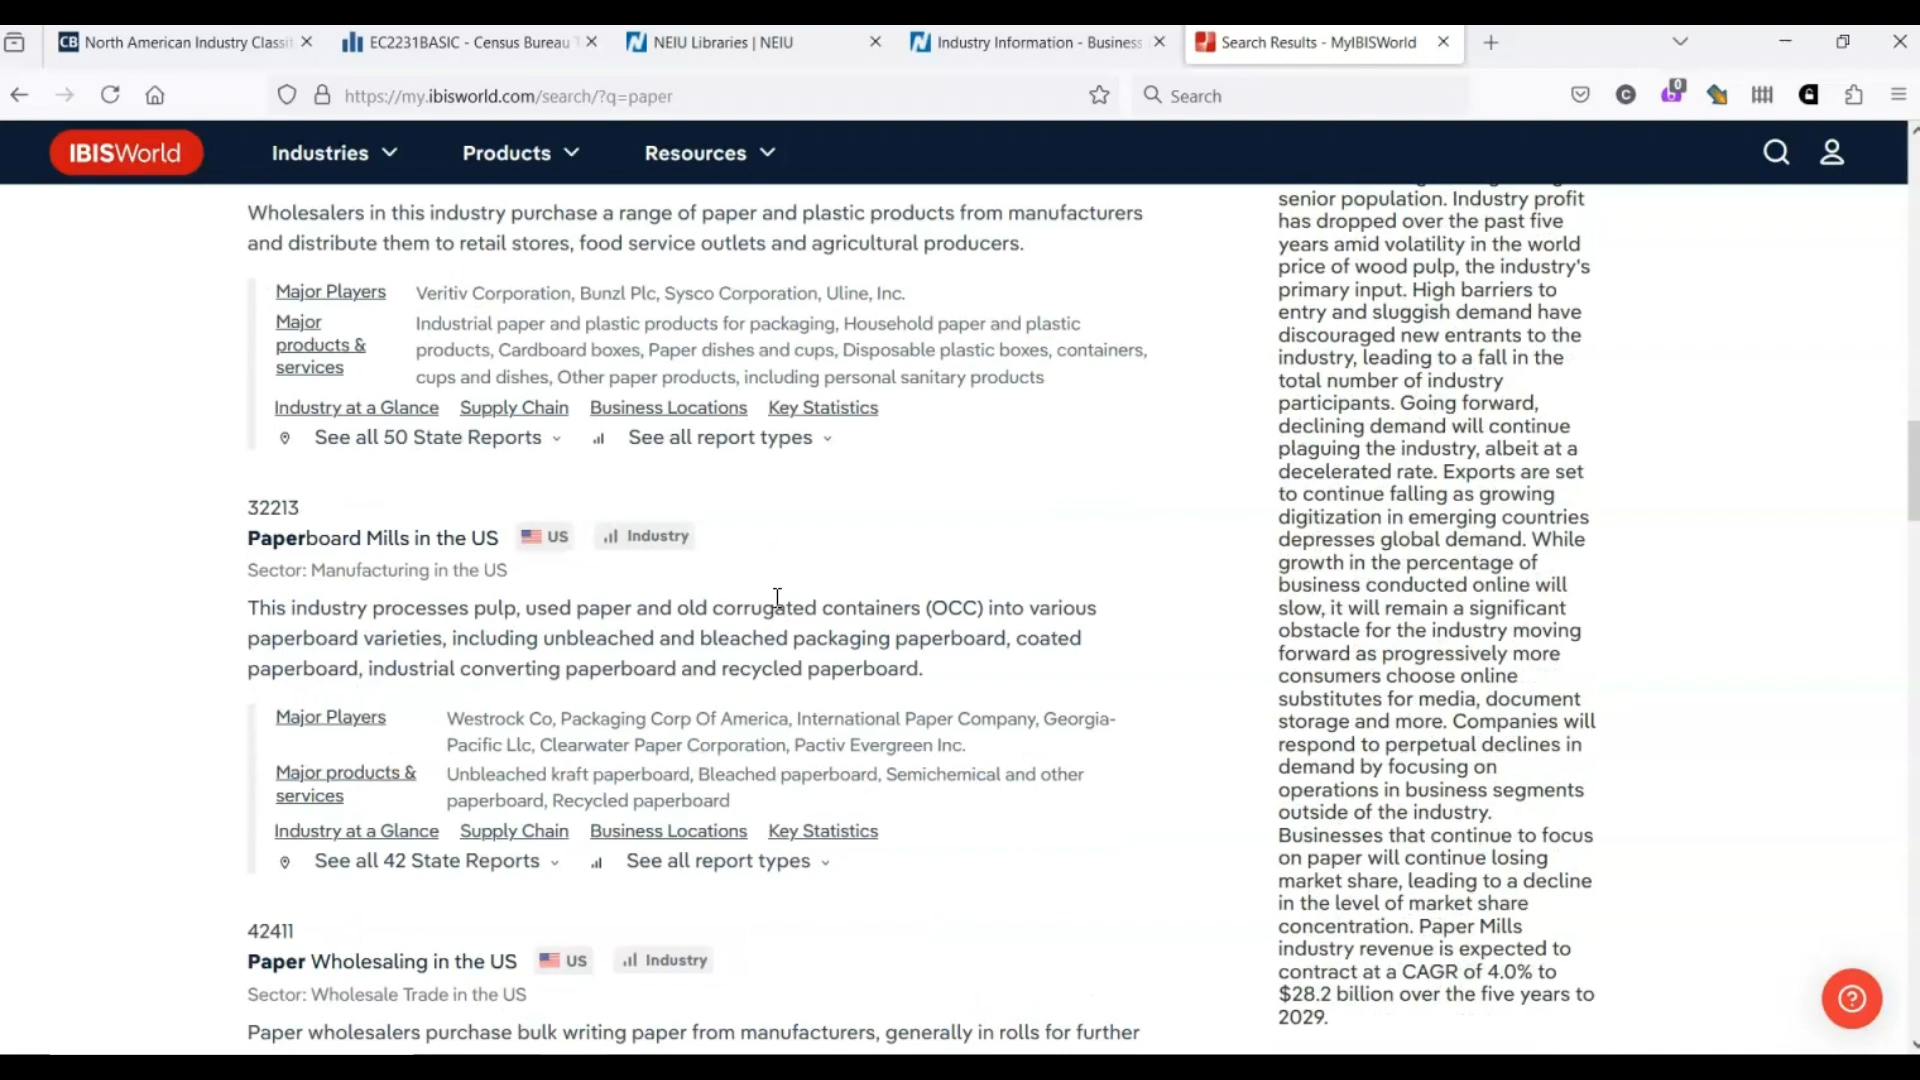 North American Industry Classif
EC2231BASIC - Census Bureau T
NEIU Libraries | NEIU
Industry Information - Business
Search Results - MyIBISWorld
https://my.ibisworld.com/search/?q=paper
Search
0
IBISWorld
Industries
Products
Resources
Wholesalers in this industry purchase a range of paper and plastic products from manufacturers
and distribute them to retail stores, food service outlets and agricultural producers.
Major Players
Veritiv Corporation, Bunzl Plc, Sysco Corporation, Uline, Inc.
Major
products &
services
Industrial paper and plastic products for packaging, Household paper and plastic
products, Cardboard boxes, Paper dishes and cups, Disposable plastic boxes, containers,
cups and dishes, Other paper products, including personal sanitary products
Industry at a Glance Supply Chain Business Locations Key Statistics
See all 50 State Reports See all report types
32213
Paperboard Mills in the US US Industry
Sector: Manufacturing in the US
This industry processes pulp, used paper and old corrugated containers (OCC) into various
paperboard varieties, including unbleached and bleached packaging paperboard, coated
paperboard, industrial converting paperboard and recycled paperboard.
Major Players
Westrock Co, Packaging Corp Of America, International Paper Company, Georgia-
Pacific Llc, Clearwater Paper Corporation, Pactiv Evergreen Inc.
Major products &
services
Unbleached kraft paperboard, Bleached paperboard, Semichemical and other
paperboard, Recycled paperboard
Industry at a Glance Supply Chain Business Locations Key Statistics
See all 42 State Reports See all report types
42411
Paper Wholesaling in the US US Industry
Sector: Wholesale Trade in the US
Paper wholesalers purchase bulk writing paper from manufacturers, generally in rolls for further
senior population. Industry profit
has dropped over the past five
years amid volatility in the world
price of wood pulp, the industry's
primary input. High barriers to
entry and sluggish demand have
discouraged new entrants to the
industry, leading to a fall in the
total number of industry
participants. Going forward,
declining demand will continue
plaguing the industry, albeit at a
decelerated rate. Exports are set
to continue falling as growing
digitization in emerging countries
depresses global demand. While
growth in the percentage of
business conducted online will
slow, it will remain a significant
obstacle for the industry moving
forward as progressively more
consumers choose online
substitutes for media, document
storage and more. Companies will
respond to perpetual declines in
demand by focusing on
operations in business segments
outside of the industry.
Businesses that continue to focus
on paper will continue losing
market share, leading to a decline
in the level of market share
concentration. Paper Mills
industry revenue is expected to
contract at a CAGR of 4.0% to
$28.2 billion over the five years to
2029.